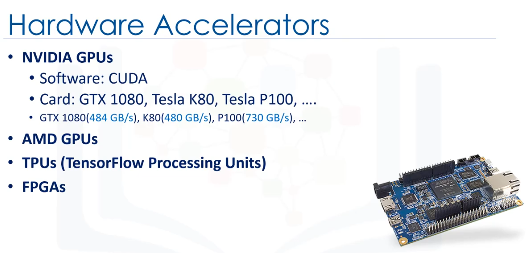 Hardware Accelerators
• NVIDIA GPUs
• Software: CUDA
• Card: GTX 1080, Tesla K80, Tesla P100, ….
• GTX 1080(484 GB/s), K80(480 GB/s), P100(730 GB/s), …
• AMD GPUs
• TPUs (TensorFlow Processing Units)
• FPGAs